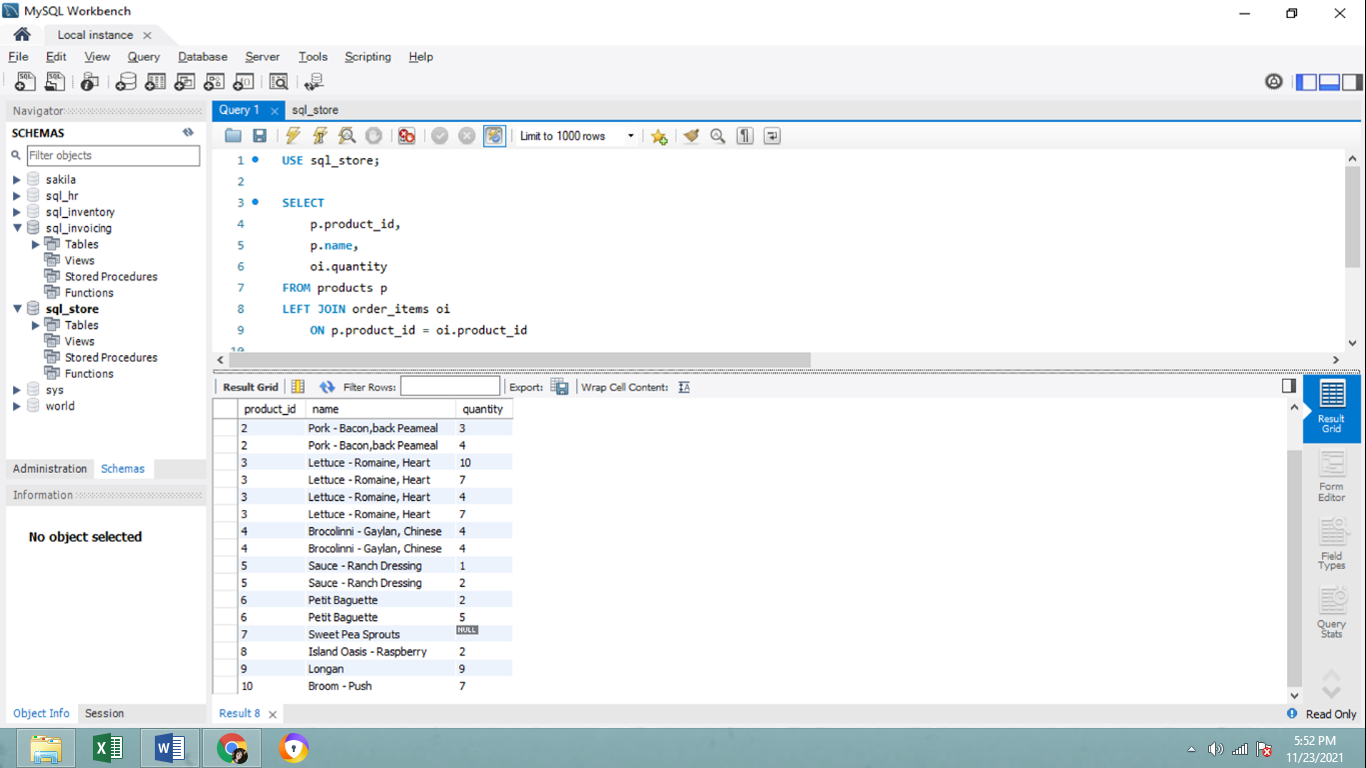 MySQL Workbench
Local instance
File Edit View Query Database Server Tools Scripting Help
Navigator
SCHEMAS
Filter objects
sakila
sql_hr
sql_inventory
sql_invoicing
Tables
Views
Stored Procedures
Functions
sql_store
Tables
Views
Stored Procedures
Functions
sys
world
Administration Schemas
Information
No object selected
Object Info Session
Query 1 sql_store
Limit to 1000 rows
1 USE sql_store;
2
3 SELECT
4 p.product_id,
5 p.name,
6 oi.quantity
7 FROM products p
8 LEFT JOIN order_items oi
9 ON p.product_id = oi.product_id
10
Result Grid Filter Rows: Export: Wrap Cell Content:
product_id name quantity
2 Pork - Bacon,back Peameal 3
2 Pork - Bacon,back Peameal 4
3 Lettuce - Romaine, Heart 10
3 Lettuce - Romaine, Heart 7
3 Lettuce - Romaine, Heart 4
3 Lettuce - Romaine, Heart 7
4 Brocolinni - Gaylan, Chinese 4
4 Brocolinni - Gaylan, Chinese 4
5 Sauce - Ranch Dressing 1
5 Sauce - Ranch Dressing 2
6 Petit Baguette 2
6 Petit Baguette 5
7 Sweet Pea Sprouts NULL
8 Island Oasis - Raspberry 2
9 Longan 9
10 Broom - Push 7
Result 8
Result
Grid
Form
Editor
Field
Types
Query
Stats
Read Only
5:52 PM
11/23/2021